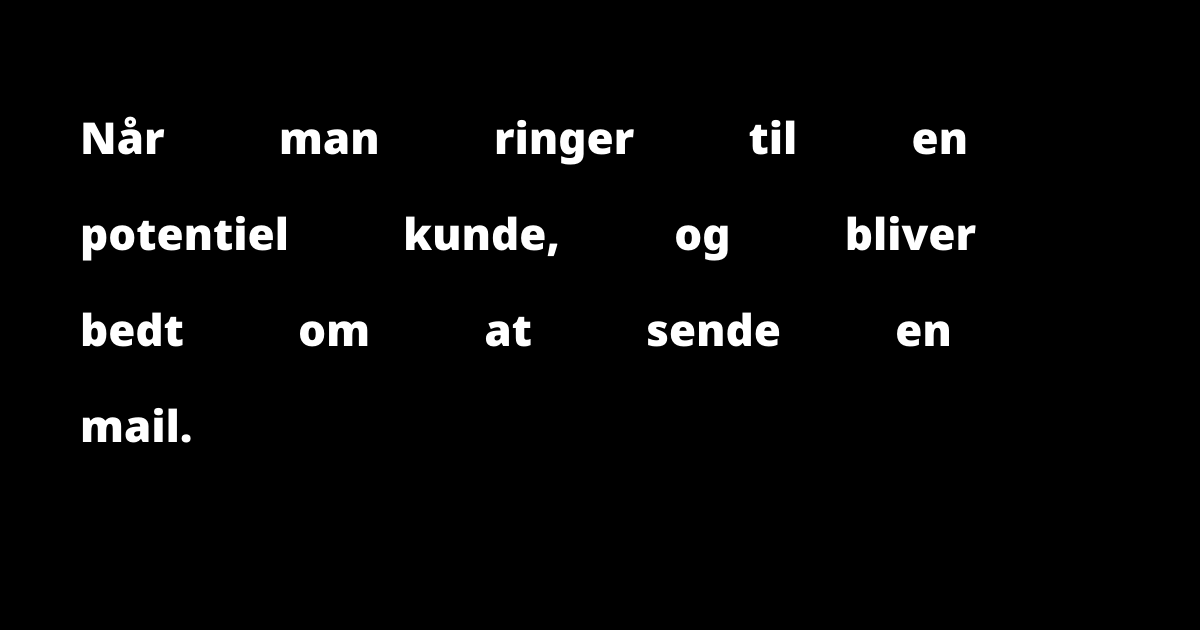 Når man ringer til en
potentiel kunde, og bliver
bedt om at sende en
mail.